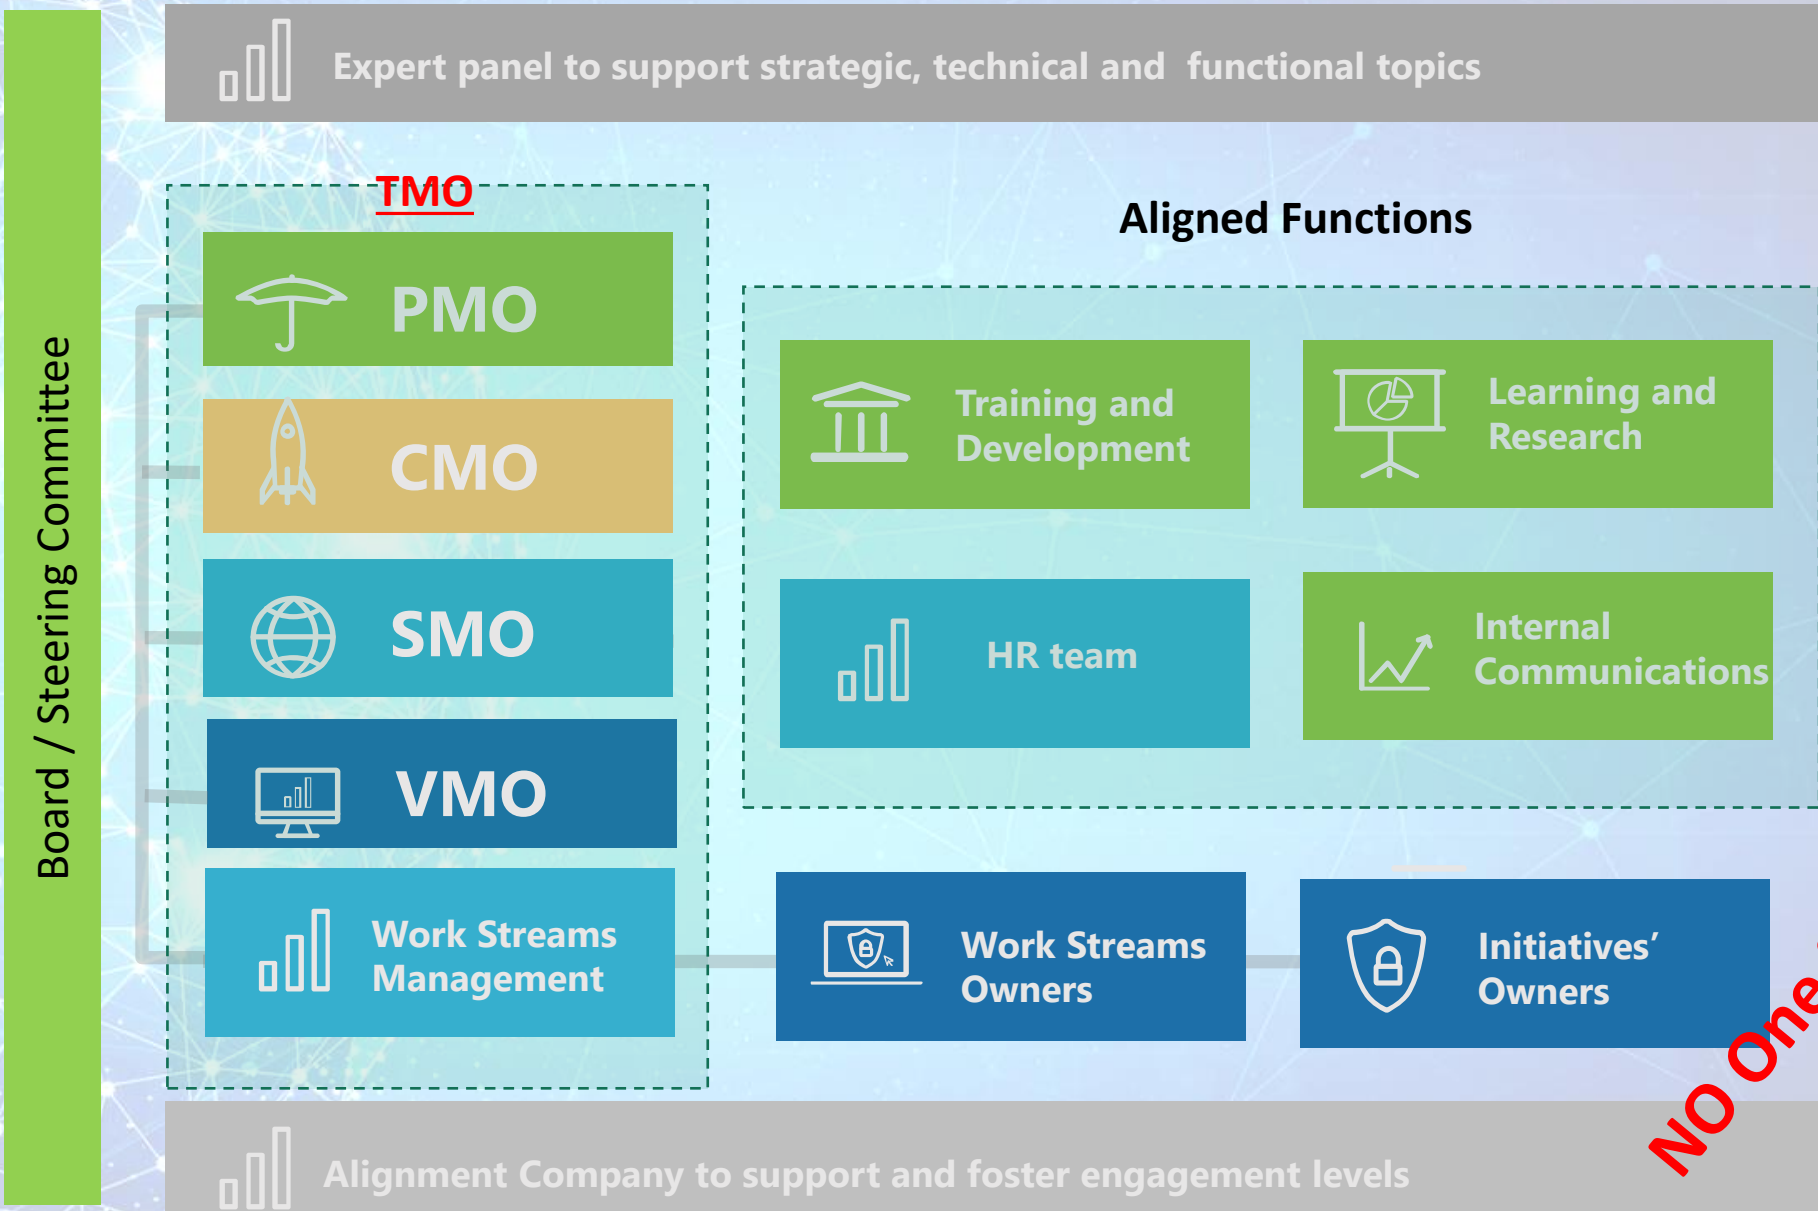 Expert panel to support strategic, technical and functional topics
Board / Steering Committee
TMO
PMO
CMO
SMO
VMO
Work Streams
Management
Aligned Functions
Training and
Development
Learning and
Research
HR team
Internal
Communications
Work Streams
Owners
Initiatives’
Owners
NO One
Alignment Company to support and foster engagement levels